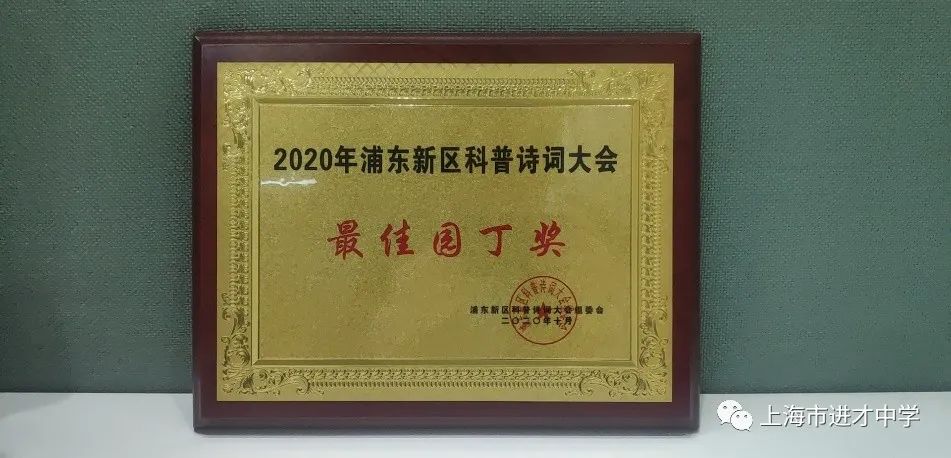 2020年浦东新区科普诗词大会
最佳园丁奖
浦东新区科普诗词大会组委会
二〇二〇年十月
上海市进才中学